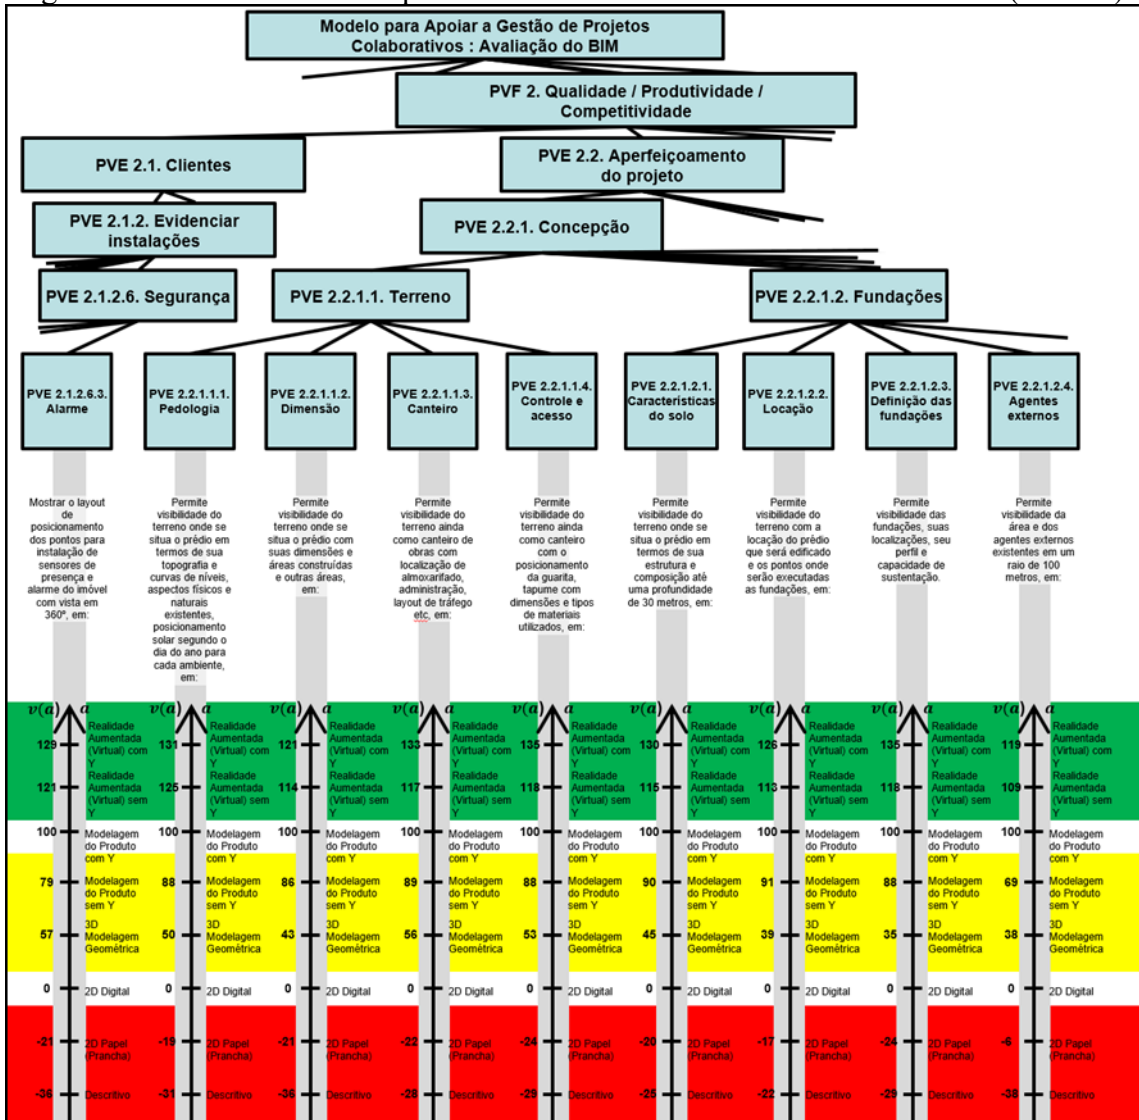 Modelo para Apoiar a Gestão de Projetos
Colaborativos : Avaliação do BIM
PVF 2. Qualidade / Produtividade /
Competitividade
PVE 2.1. Clientes
PVE 2.2. Aperfeiçoamento
do projeto
PVE 2.1.2. Evidenciar
instalações
PVE 2.2.1. Concepção
PVE 2.1.2.6. Segurança
PVE 2.2.1.1. Terreno
PVE 2.2.1.2. Fundações
PVE 2.1.2.6.3.
Alarme
PVE 2.2.1.1.1.
Pedologia
PVE 2.2.1.1.2.
Dimensão
PVE 2.2.1.1.3.
Canteiro
PVE 2.2.1.1.4.
Controle e
acesso
PVE 2.2.1.2.1.
Características
do solo
PVE 2.2.1.2.2.
Locação
PVE 2.2.1.2.3.
Definição das
fundações
PVE 2.2.1.2.4.
Agentes
externos
Mostrar o layout
de
posicionamento
dos pontos para
instalação de
sensores de
presença e
alarme do imóvel
com vista em
360º, em:
Permite
visibilidade do
terreno onde se
situa o prédio em
termos de sua
topografia e
curvas de níveis,
aspectos físicos e
naturais
existentes,
posicionamento
solar segundo o
dia do ano para
cada ambiente,
em:
Permite
visibilidade do
terreno onde se
situa o prédio com
suas dimensões e
áreas construídas
e outras áreas,
em:
Permite
visibilidade do
terreno ainda
como canteiro de
obras com
localização de
almoxarifado,
administração,
layout de tráfego
etc, em:
Permite
visibilidade do
terreno ainda
como canteiro
com o
posicionamento
da guarita,
tapume com
dimensões e tipos
de materiais
utilizados, em:
Permite
visibilidade do
terreno onde se
situa o prédio em
termos de sua
estrutura e
composição até
uma profundidade
de 30 metros, em:
Permite
visibilidade do
terreno com a
locação do prédio
que será edificado
e os pontos onde
serão executadas
as fundações, em:
Permite
visibilidade das
fundações, suas
localizações, seu
perfil e
capacidade de
sustentação.
Permite
visibilidade da
área e dos
agentes externos
existentes em um
raio de 100
metros, em:
v(a) a v(a) a v(a) a v(a) a v(a) a v(a) a v(a) a v(a) a v(a) a
129 Realidade Aumentada (Virtual) com Y 131 Realidade Aumentada (Virtual) com Y 121 Realidade Aumentada (Virtual) com Y 133 Realidade Aumentada (Virtual) com Y 135 Realidade Aumentada (Virtual) com Y 130 Realidade Aumentada (Virtual) com Y 126 Realidade Aumentada (Virtual) com Y 135 Realidade Aumentada (Virtual) com Y 119 Realidade Aumentada (Virtual) com Y
121 Realidade Aumentada (Virtual) sem Y 125 Realidade Aumentada (Virtual) sem Y 114 Realidade Aumentada (Virtual) sem Y 117 Realidade Aumentada (Virtual) sem Y 118 Realidade Aumentada (Virtual) sem Y 115 Realidade Aumentada (Virtual) sem Y 113 Realidade Aumentada (Virtual) sem Y 118 Realidade Aumentada (Virtual) sem Y 109 Realidade Aumentada (Virtual) sem Y
100 Modelagem do Produto com Y 100 Modelagem do Produto com Y 100 Modelagem do Produto com Y 100 Modelagem do Produto com Y 100 Modelagem do Produto com Y 100 Modelagem do Produto com Y 100 Modelagem do Produto com Y 100 Modelagem do Produto com Y 100 Modelagem do Produto com Y
79 Modelagem do Produto sem Y 88 Modelagem do Produto sem Y 86 Modelagem do Produto sem Y 89 Modelagem do Produto sem Y 88 Modelagem do Produto sem Y 90 Modelagem do Produto sem Y 91 Modelagem do Produto sem Y 88 Modelagem do Produto sem Y 69 Modelagem do Produto sem Y
57 3D Modelagem Geométrica 50 3D Modelagem Geométrica 43 3D Modelagem Geométrica 56 3D Modelagem Geométrica 53 3D Modelagem Geométrica 45 3D Modelagem Geométrica 39 3D Modelagem Geométrica 35 3D Modelagem Geométrica 38 3D Modelagem Geométrica
0 2D Digital 0 2D Digital 0 2D Digital 0 2D Digital 0 2D Digital 0 2D Digital 0 2D Digital 0 2D Digital 0 2D Digital
-21 2D Papel (Prancha) -19 2D Papel (Prancha) -21 2D Papel (Prancha) -22 2D Papel (Prancha) -24 2D Papel (Prancha) -20 2D Papel (Prancha) -17 2D Papel (Prancha) -24 2D Papel (Prancha) -6 2D Papel (Prancha)
-36 Descritivo -31 Descritivo -36 Descritivo -28 Descritivo -29 Descritivo -25 Descritivo -22 Descritivo -29 Descritivo -38 Descritivo